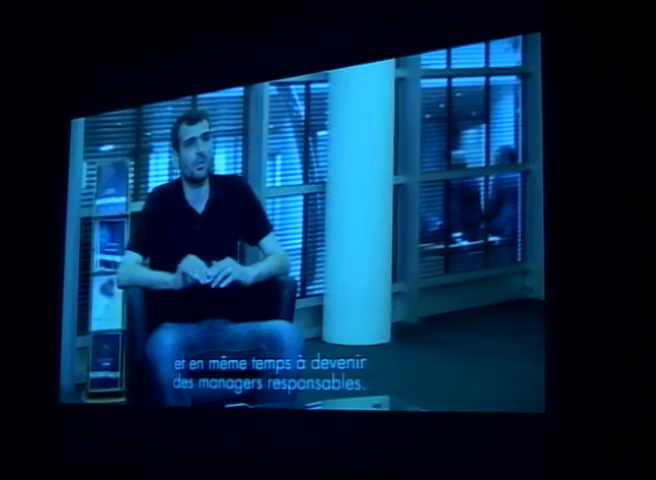 et en même temps à devenir
des managers responsables.